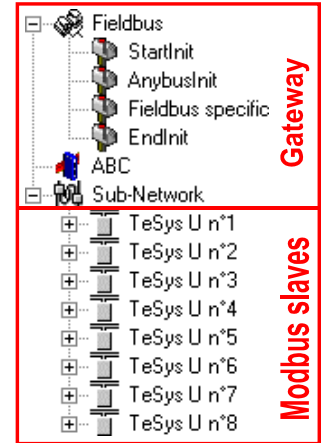 Fieldbus
StartInit
AnybusInit
Fieldbus specific
EndInit
ABC
Sub-Network
Gateway
TeSys U n°1
TeSys U n°2
TeSys U n°3
TeSys U n°4
TeSys U n°5
TeSys U n°6
TeSys U n°7
TeSys U n°8
Modbus slaves